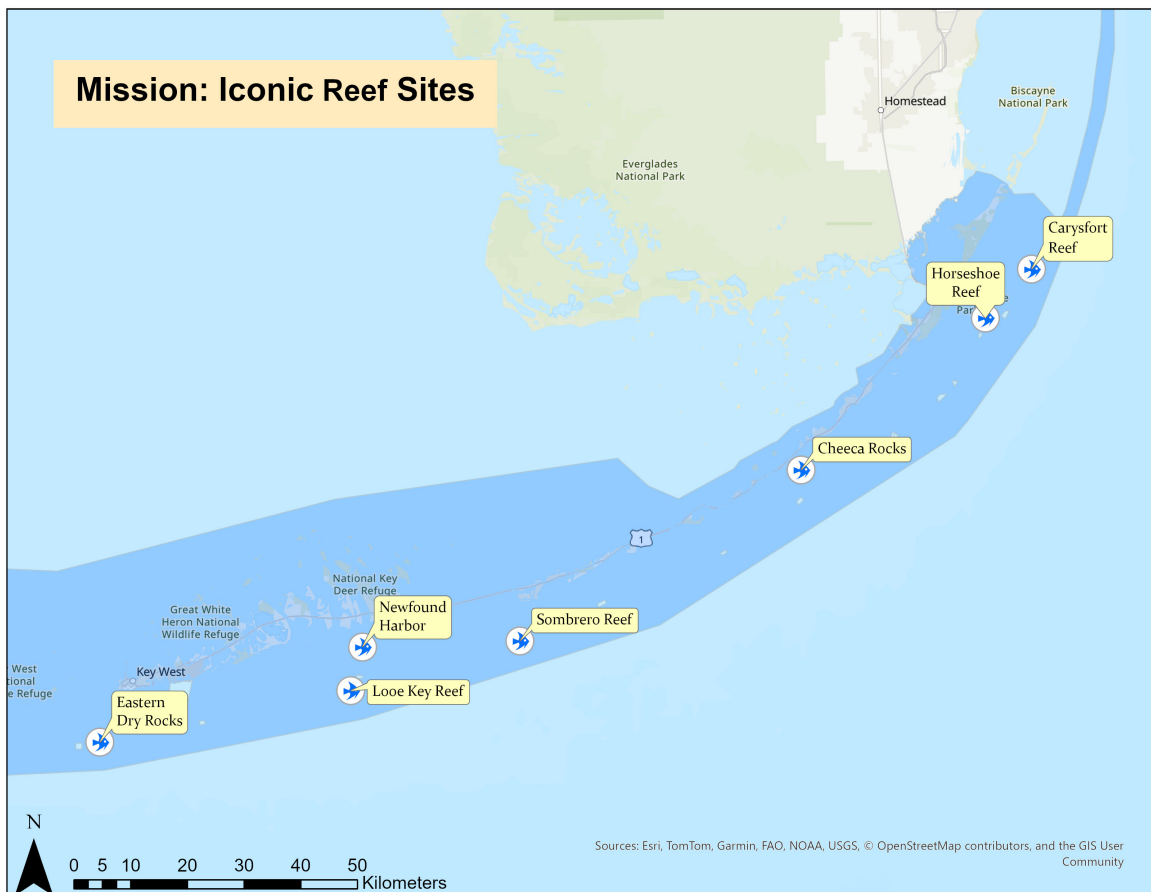 Mission: Iconic Reef Sites
Biscayne
National Park
Homestead
Everglades
National Park
Carysfort
Reef
Horseshoe
Reef
Cheeca Rocks
1
National Key
Deer Refuge
Great White
Heron National
Wildlife Refuge
Newfound
Harbor
Sombrero Reef
Key West
West
Refuge
Looe Key Reef
Eastern
Dry Rocks
N
0 5 10 20 30 40 50
Kilometers
Sources: Esri, TomTom, Garmin, FAO, NOAA, USGS, © OpenStreetMap contributors, and the GIS User
Community